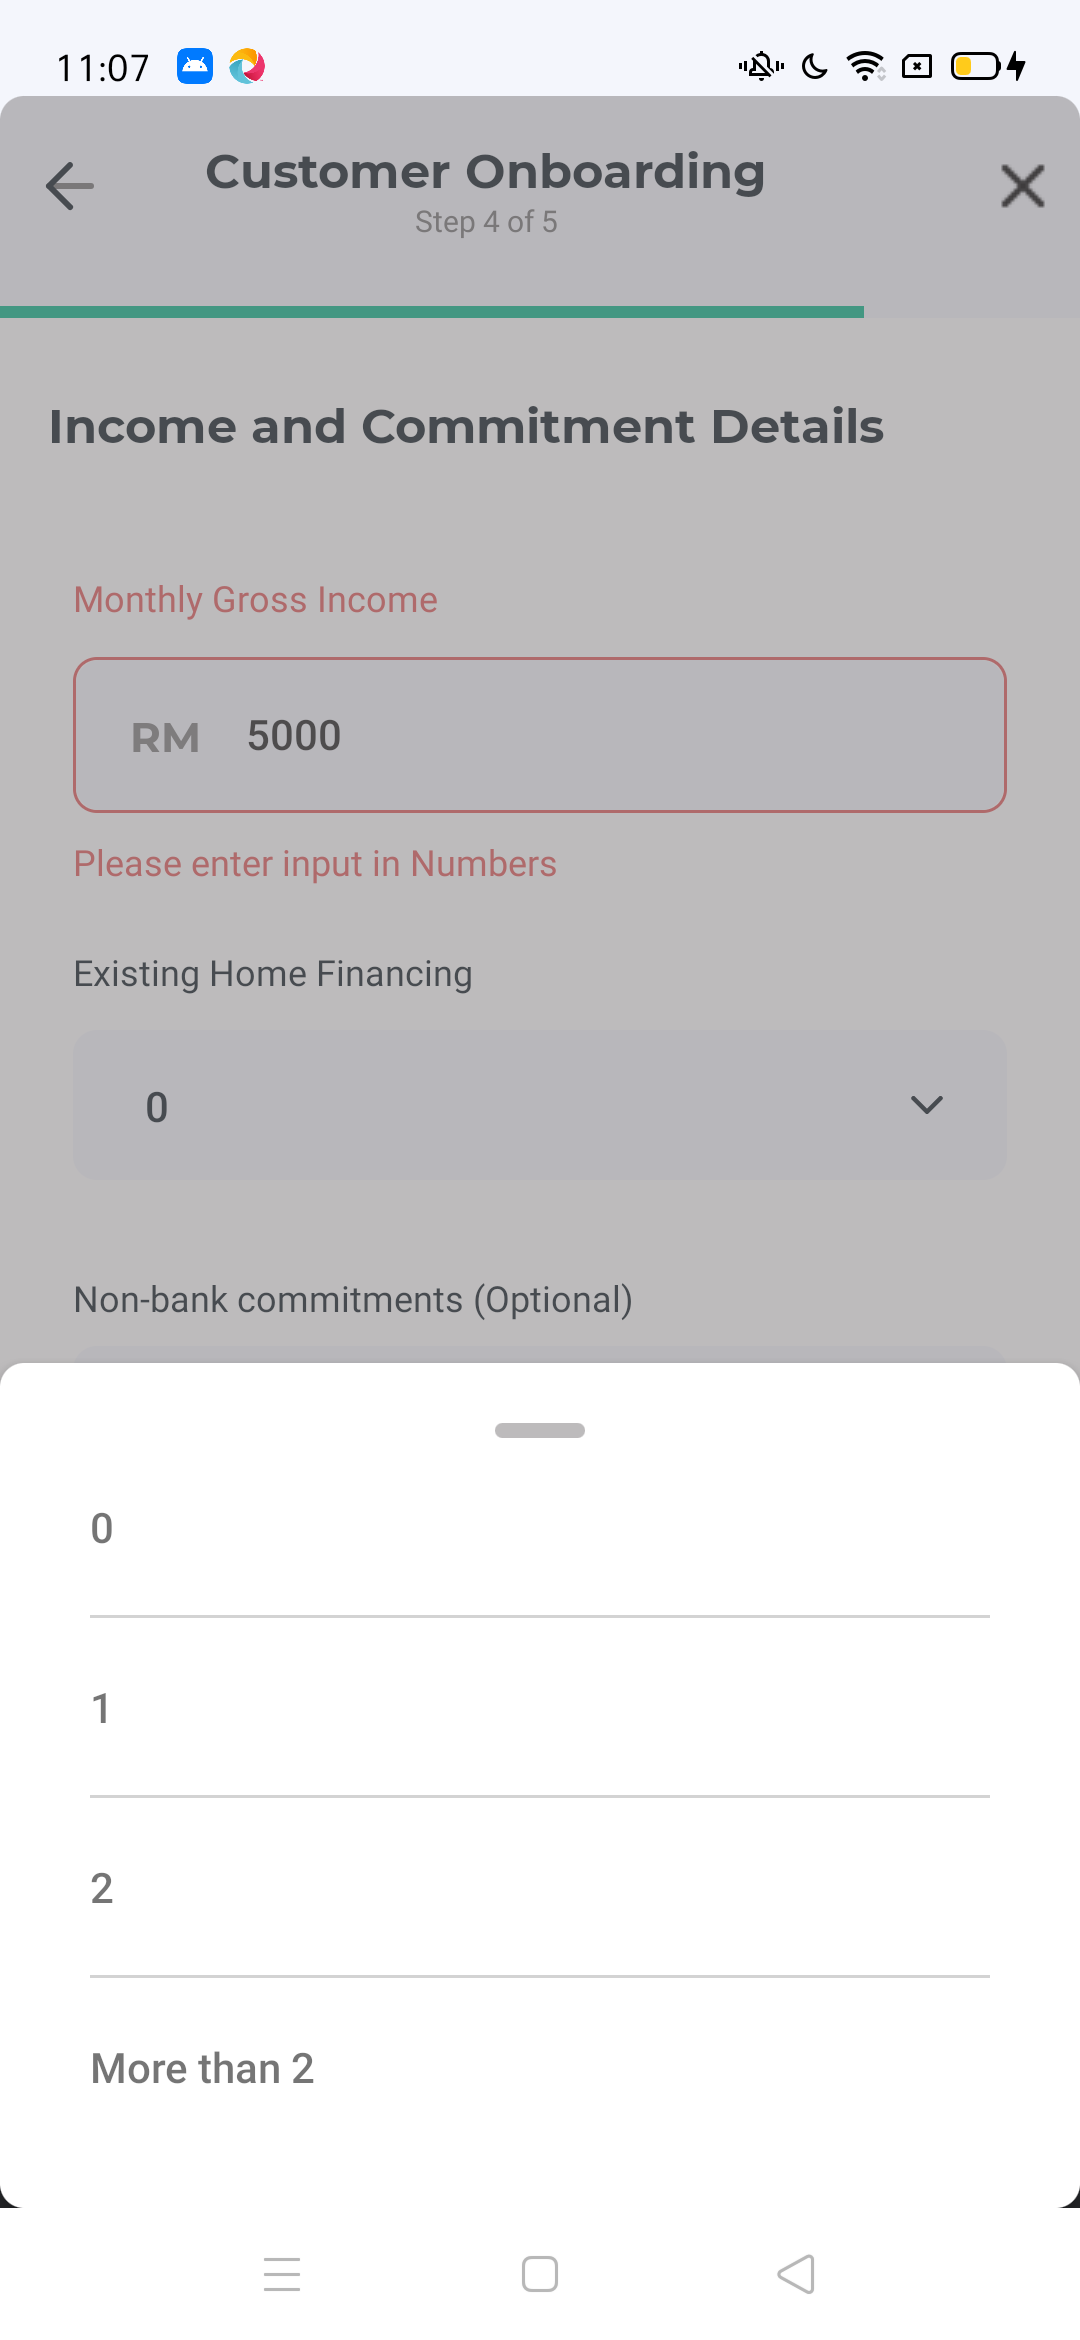 11:07
Customer Onboarding
Step 4 of 5
Income and Commitment Details
Monthly Gross Income
RM 5000
Please enter input in Numbers
Existing Home Financing
0
Non-bank commitments (Optional)
0
1
2
More than 2